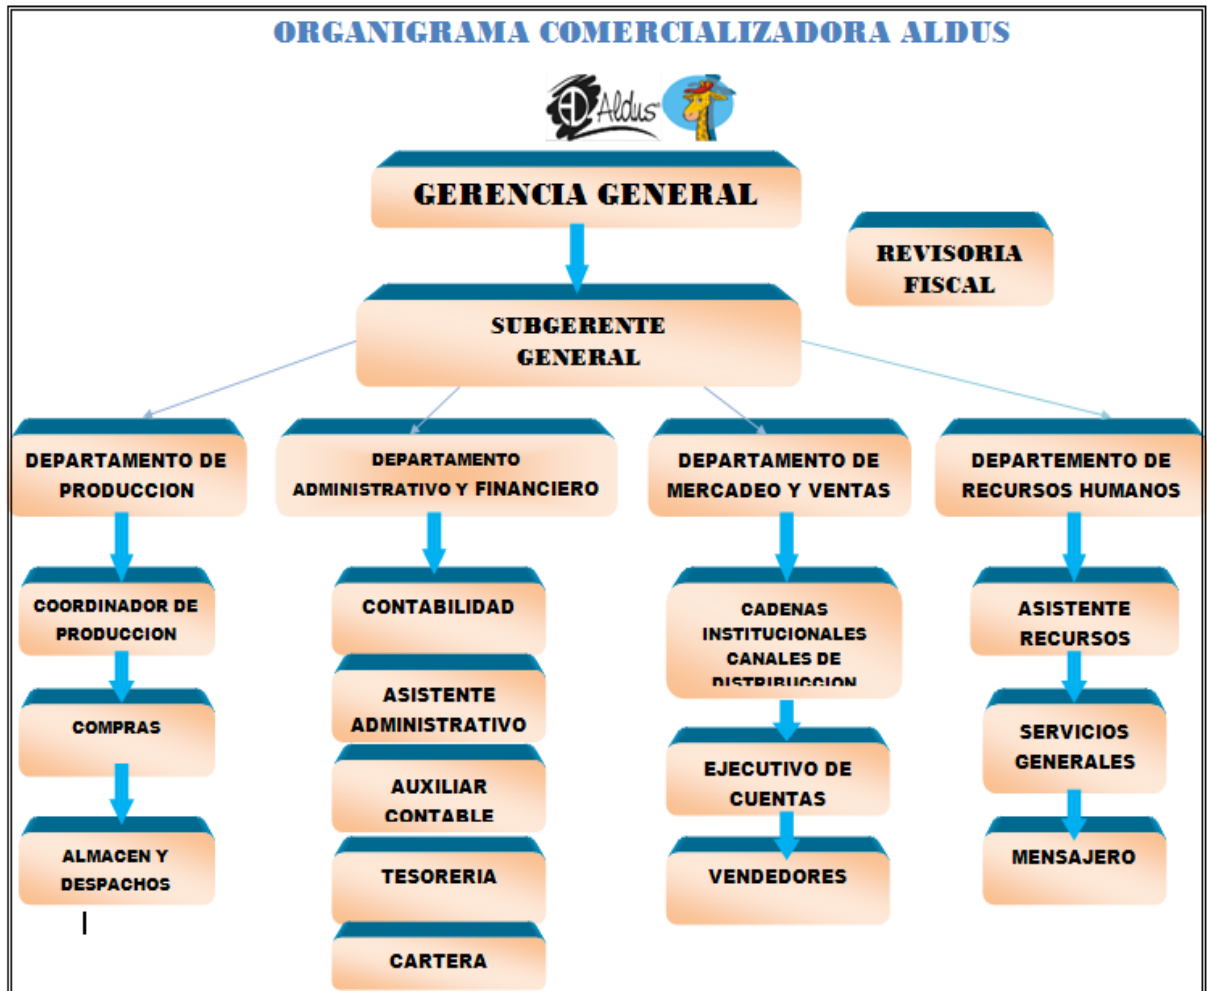 ORGANIGRAMA COMERCIALIZADORA ALDUS
AD Aldus
GERENCIA GENERAL
REVISORIA
FISCAL
SUBGERENTE
GENERAL
DEPARTAMENTO DE
PRODUCCION
DEPARTAMENTO
ADMINISTRATIVO Y FINANCIERO
DEPARTAMENTO DE
MERCADEO Y VENTAS
DEPARTEMENTO DE
RECURSOS HUMANOS
COORDINADOR DE
PRODUCCION
COMPRAS
ALMACEN Y
DESPACHOS
CONTABILIDAD
ASISTENTE
ADMINISTRATIVO
AUXILIAR
CONTABLE
TESORERIA
CARTERA
CADENAS
INSTITUCIONALES
CANALES DE
DISTRIBUCCION
EJECUTIVO DE
CUENTAS
VENDEDORES
ASISTENTE
RECURSOS
SERVICIOS
GENERALES
MENSAJERO